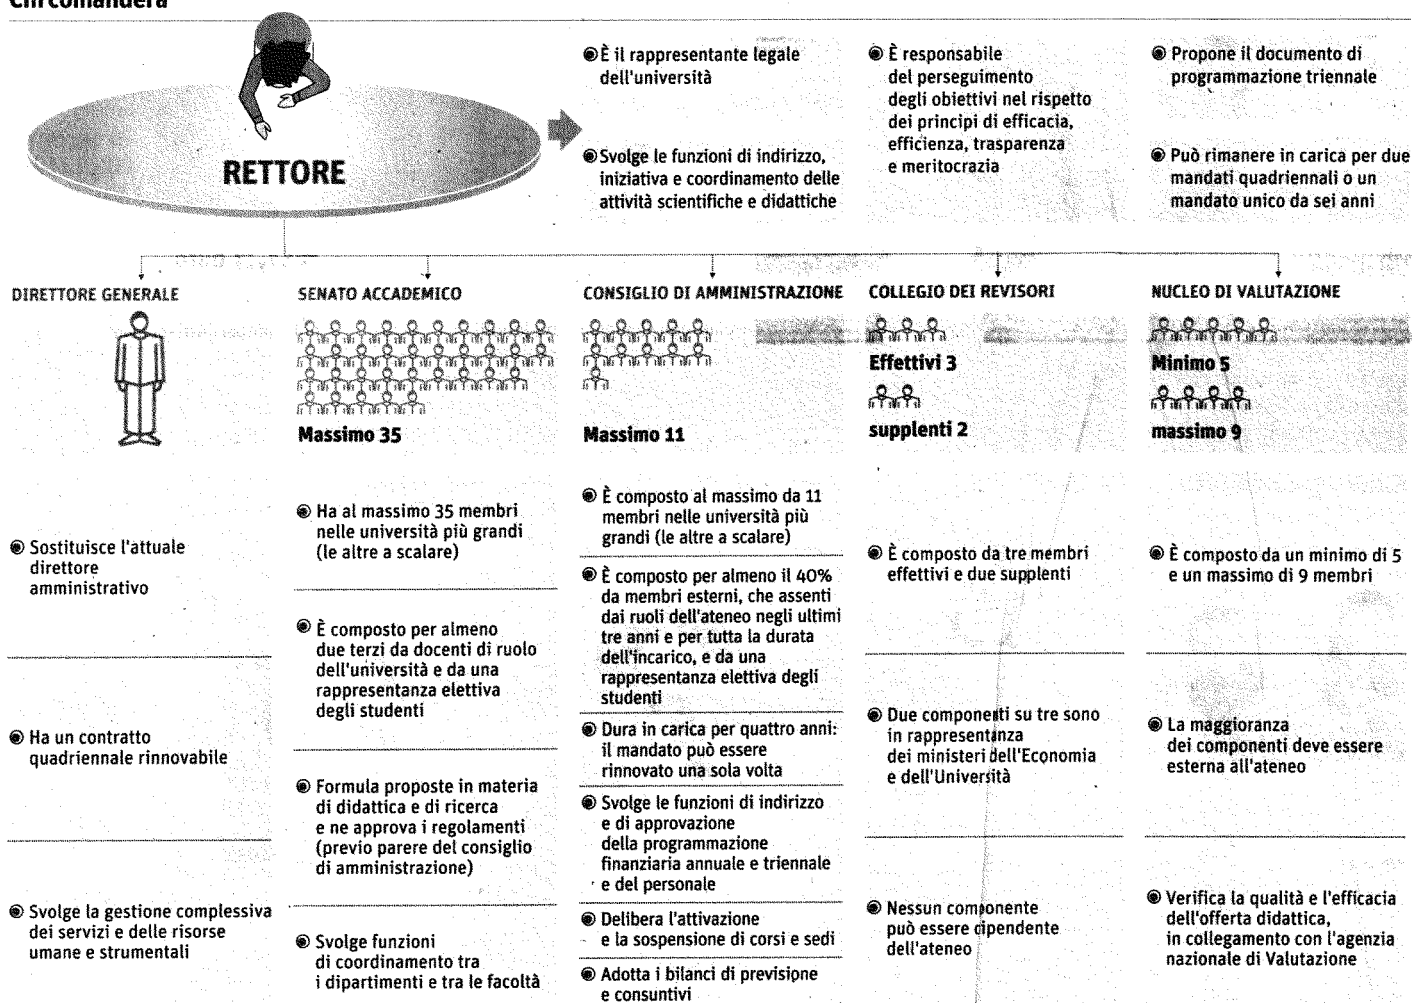 Chi comanderà
RETTORE
È il rappresentante legale
dell'università
Svolge le funzioni di indirizzo,
iniziativa e coordinamento delle
attività scientifiche e didattiche
È responsabile
del perseguimento
degli obiettivi nel rispetto
dei principi di efficacia,
efficienza, trasparenza
e meritocrazia
Propone il documento di
programmazione triennale
Può rimanere in carica per due
mandati quadriennali o un
mandato unico da sei anni
DIRETTORE GENERALE
Sostituisce l'attuale
direttore
amministrativo
Ha un contratto
quadriennale rinnovabile
Svolge la gestione complessiva
dei servizi e delle risorse
umane e strumentali
SENATO ACCADEMICO
Massimo 35
Ha al massimo 35 membri
nelle università più grandi
(le altre a scalare)
È composto per almeno
due terzi da docenti di ruolo
dell'università e da una
rappresentanza elettiva
degli studenti
Formula proposte in materia
di didattica e di ricerca
e ne approva i regolamenti
(previo parere del consiglio
di amministrazione)
Svolge funzioni
di coordinamento tra
i dipartimenti e tra le facoltà
CONSIGLIO DI AMMINISTRAZIONE
Massimo 11
È composto al massimo da 11
membri nelle università più
grandi (le altre a scalare)
È composto per almeno il 40%
da membri esterni, che assenti
dai ruoli dell'ateneo negli ultimi
tre anni e per tutta la durata
dell'incarico, e da una
rappresentanza elettiva degli
studenti
Dura in carica per quattro anni:
il mandato può essere
rinnovato una sola volta
Svolge le funzioni di indirizzo
e di approvazione
della programmazione
finanziaria annuale e triennale
e del personale
Delibera l'attivazione
e la sospensione di corsi e sedi
Adotta i bilanci di previsione
e consuntivi
COLLEGIO DEI REVISORI
Effettivi 3
supplenti 2
È composto da tre membri
effettivi e due supplenti
Due componenti su tre sono
in rappresentanza
dei ministeri dell'Economia
e dell'Università
Nessun componente
può essere dipendente
dell'ateneo
NUCLEO DI VALUTAZIONE
Minimo 5
massimo 9
È composto da un minimo di 5
e un massimo di 9 membri
La maggioranza
dei componenti deve essere
esterna all'ateneo
Verifica la qualità e l'efficacia
dell'offerta didattica,
in collegamento con l'agenzia
nazionale di Valutazione